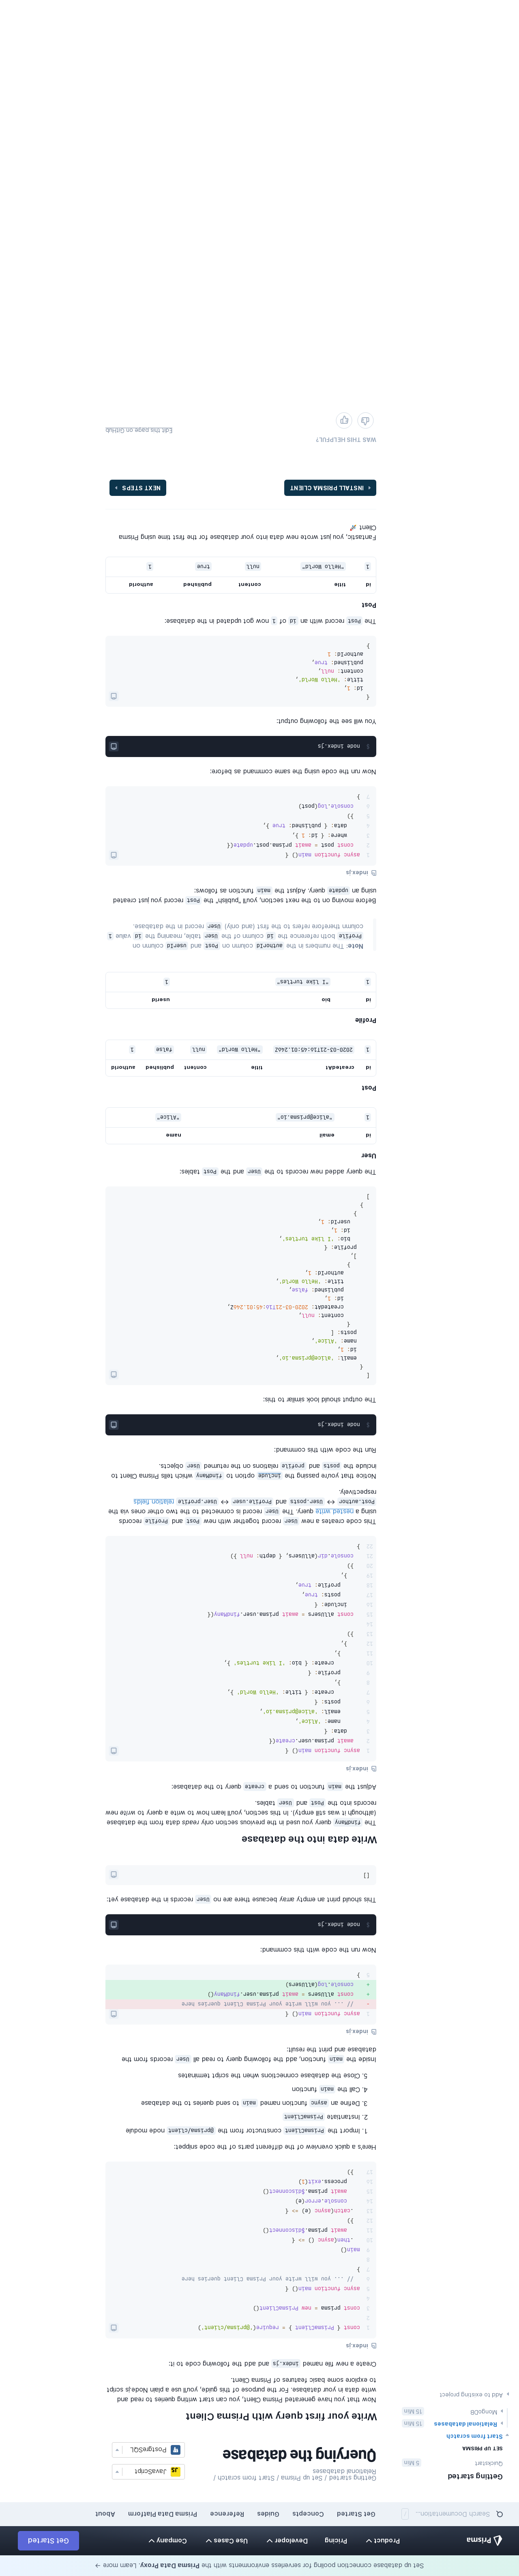 Set up database connection pooling for serverless environments with the Prisma Data Proxy. Learn more →
Prisma
Product
Pricing
Developer
Use Cases
Company
Get Started
Search Documentation...
/
Get Started
Concepts
Guides
Reference
Prisma Data Platform
About
Getting started
Quickstart
5 Min
SET UP PRISMA
Start from scratch
Relational databases
15 Min
MongoDB
15 Min
Add to existing project
Getting started / Set up Prisma / Start from scratch /
Relational databases
Querying the database
JavaScript
PostgreSQL
Write your first query with Prisma Client
Now that you have generated Prisma Client, you can start writing queries to read and
write data in your database. For the purpose of this guide, you'll use a plain Node.js script
to explore some basic features of Prisma Client.
Create a new file named index.js and add the following code to it:
index.js
1 const { PrismaClient } = require('@prisma/client')
2
3 const prisma = new PrismaClient()
4
5 async function main() {
6 // ... you will write your Prisma Client queries here
7 }
8
9 main()
10 .then(async () => {
11 await prisma.$disconnect()
12 })
13 .catch(async (e) => {
14 console.error(e)
15 await prisma.$disconnect()
16 process.exit(1)
17 })
Here's a quick overview of the different parts of the code snippet:
1. Import the PrismaClient constructor from the @prisma/client node module
2. Instantiate PrismaClient
3. Define an async function named main to send queries to the database
4. Call the main function
5. Close the database connections when the script terminates
Inside the main function, add the following query to read all User records from the
database and print the result:
index.js
1 async function main() {
- // ... you will write your Prisma Client queries here
+ const allUsers = await prisma.user.findMany()
+ console.log(allUsers)
5 }
Now run the code with this command:
1 node index.js
This should print an empty array because there are no User records in the database yet:
[]
Write data into the database
The findMany query you used in the previous section only reads data from the database
(although it was still empty). In this section, you'll learn how to write a query to write new
records into the Post and User tables.
Adjust the main function to send a create query to the database:
index.js
1 async function main() {
2 await prisma.user.create({
3 data: {
4 name: 'Alice',
5 email: 'alice@prisma.io',
6 posts: {
7 create: { title: 'Hello World' },
8 },
9 profile: {
10 create: { bio: 'I like turtles' },
11 },
12 },
13 })
14
15 const allUsers = await prisma.user.findMany({
16 include: {
17 posts: true,
18 profile: true,
19 },
20 })
21 console.dir(allUsers, { depth: null })
22 }
This code creates a new User record together with new Post and Profile records
using a nested write query. The User record is connected to the two other ones via the
Post.author ↔ User.posts and Profile.user ↔ User.profile relation fields
respectively.
Notice that you're passing the include option to findMany which tells Prisma Client to
include the posts and profile relations on the returned User objects.
Run the code with this command:
1 node index.js
The output should look similar to this:
[
{
email: 'alice@prisma.io',
id: 1,
name: 'Alice',
posts: [
{
content: null,
createdAt: 2020-03-21T16:45:01.246Z,
id: 1,
published: false,
title: 'Hello World',
authorId: 1,
}
],
profile: {
bio: 'I like turtles',
id: 1,
userId: 1,
}
}
]
The query added new records to the User and the Post tables:
User
id email name
1 "alice@prisma.io" "Alice"
Post
id createdAt title content published authorId
1 2020-03-21T16:45:01.246Z "Hello World" null false 1
Profile
id bio userId
1 "I like turtles" 1
Note: The numbers in the authorId column on Post and userId column on
Profile both reference the id column of the User table, meaning the id value 1
column therefore refers to the first (and only) User record in the database.
Before moving on to the next section, you'll "publish" the Post record you just created
using an update query. Adjust the main function as follows:
index.js
1 async function main() {
2 const post = await prisma.post.update({
3 where: { id: 1 },
4 data: { published: true },
5 })
6 console.log(post)
7 }
Now run the code using the same command as before:
1 node index.js
You will see the following output:
{
id: 1,
title: 'Hello World',
content: null,
published: true,
authorId: 1
}
The Post record with an id of 1 now got updated in the database:
Post
id title content published authorId
1 "Hello World" null true 1
Fantastic, you just wrote new data into your database for the first time using Prisma
Client 🚀
INSTALL PRISMA CLIENT
NEXT STEPS
WAS THIS HELPFUL?
Edit this page on GitHub